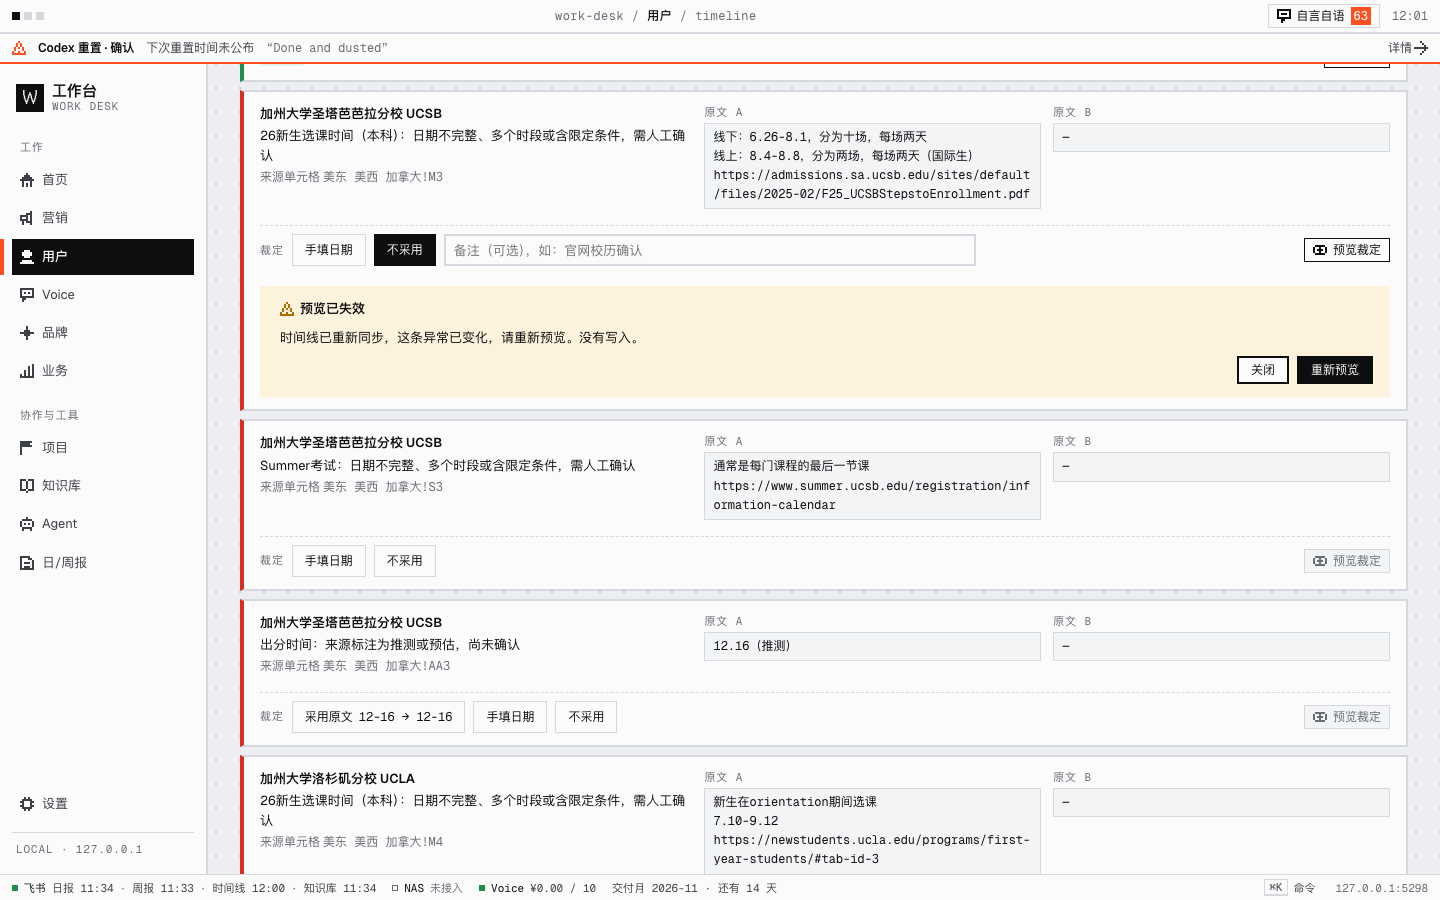 work-desk / 用户 / timeline
自言自语 63
12:01
Codex 重置·确认 下次重置时间未公布 “Done and dusted”
详情
W 工作台
WORK DESK
工作
首页
营销
用户
Voice
品牌
业务
协作与工具
项目
知识库
Agent
日/周报
设置
LOCAL · 127.0.0.1
加州大学圣塔芭芭拉分校 UCSB
26新生选课时间（本科）：日期不完整、多个时段或含限定条件，需人工确
认
来源单元格 美东 美西 加拿大!M3
原文 A
线下：6.26-8.1，分为十场，每场两天
线上：8.4-8.8，分为两场，每场两天（国际生）
https://admissions.sa.ucsb.edu/sites/default
/files/2025-02/F25_UCSBStepstoEnrollment.pdf
原文 B
—
裁定 手填日期 不采用 备注（可选），如：官网校历确认 预览裁定
预览已失效
时间线已重新同步，这条异常已变化，请重新预览。没有写入。
关闭 重新预览
加州大学圣塔芭芭拉分校 UCSB
Summer考试：日期不完整、多个时段或含限定条件，需人工确认
来源单元格 美东 美西 加拿大!S3
原文 A
通常是每门课程的最后一节课
https://www.summer.ucsb.edu/registration/inf
ormation-calendar
原文 B
—
裁定 手填日期 不采用 预览裁定
加州大学圣塔芭芭拉分校 UCSB
出分时间：来源标注为推测或预估，尚未确认
来源单元格 美东 美西 加拿大!AA3
原文 A
12.16（推测）
原文 B
—
裁定 采用原文 12-16 → 12-16 手填日期 不采用 预览裁定
加州大学洛杉矶分校 UCLA
26新生选课时间（本科）：日期不完整、多个时段或含限定条件，需人工确
认
来源单元格 美东 美西 加拿大!M4
原文 A
新生在orientation期间选课
7.10-9.12
https://newstudents.ucla.edu/programs/first-
year-students/#tab-id-3
原文 B
—
飞书 日报 11:34 · 周报 11:33 · 时间线 12:00 · 知识库 11:34 NAS 未接入 Voice ¥0.00 / 10 交付月 2026-11 · 还有 14 天
⌘K 命令 127.0.0.1:5298